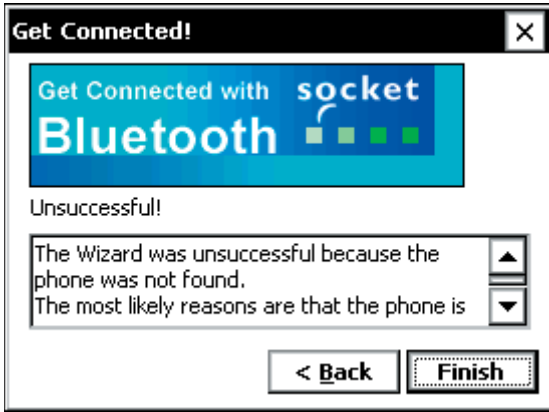 Get Connected!
Get Connected with
socket
Bluetooth
Unsuccessful!
The Wizard was unsuccessful because the
phone was not found.
The most likely reasons are that the phone is
< Back
Finish